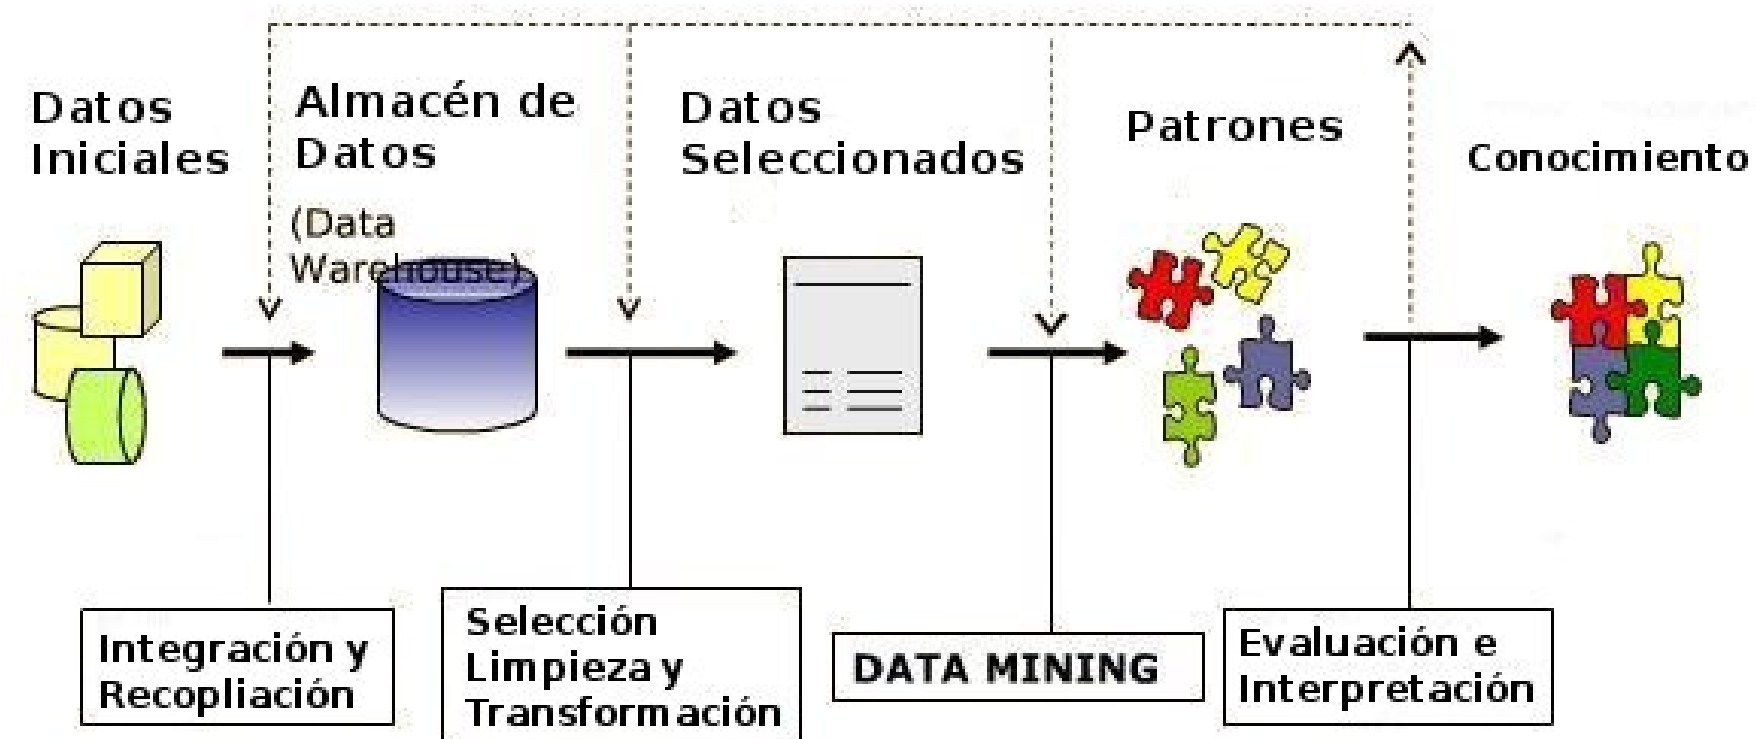 Datos
Iniciales
Almacén de
Datos
(Data
Warehouse)
Datos
Seleccionados
Patrones
Conocimiento
Integración y
Recopliación
Selección
Limpieza y
Transformación
DATA MINING
Evaluación e
Interpretación